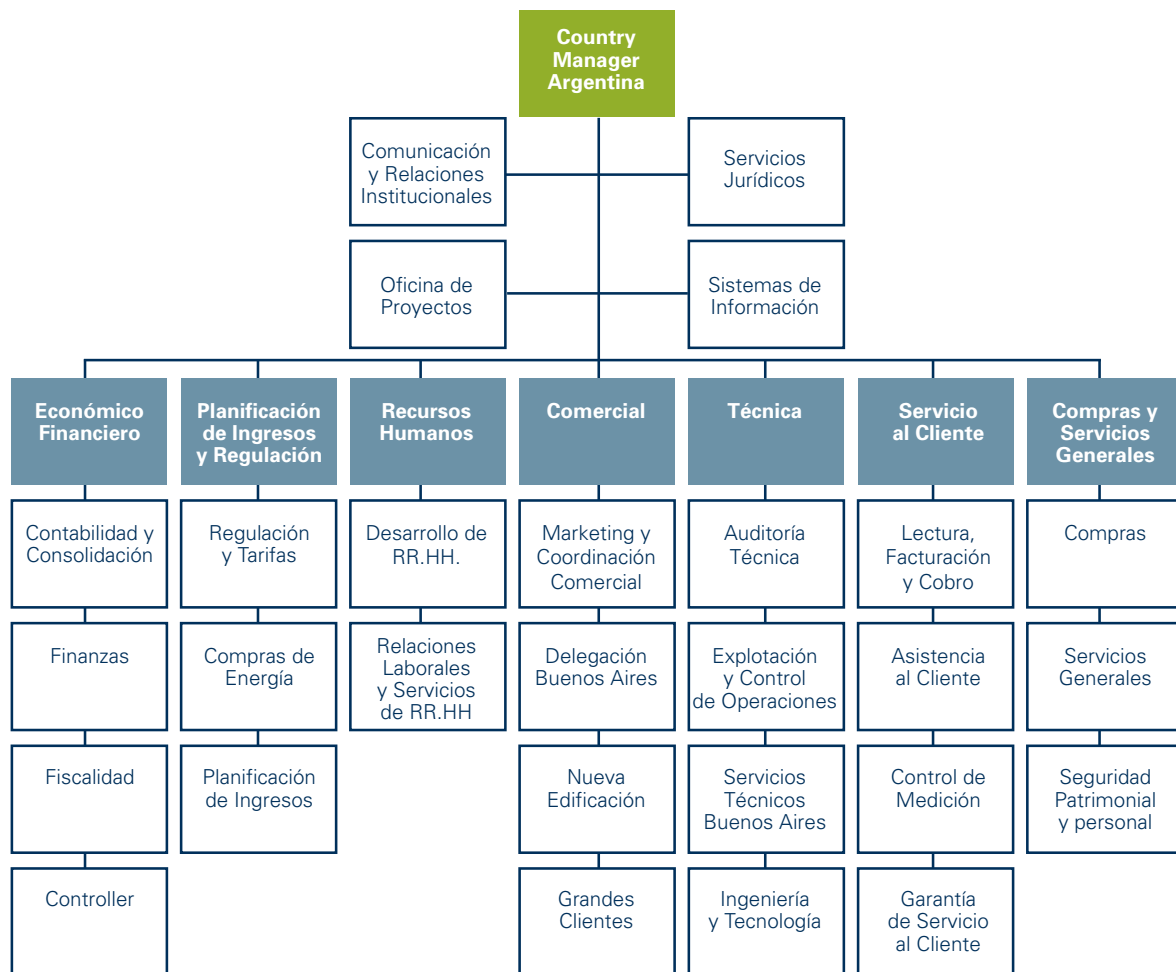 Country
Manager
Argentina
Comunicación
y Relaciones
Institucionales
Servicios
Jurídicos
Oficina de
Proyectos
Sistemas de
Información
Económico
Financiero
Planificación
de Ingresos
y Regulación
Recursos
Humanos
Comercial
Técnica
Servicio
al Cliente
Compras y
Servicios
Generales
Contabilidad y
Consolidación
Regulación
y Tarifas
Desarrollo de
RR.HH.
Marketing y
Coordinación
Comercial
Auditoría
Técnica
Lectura,
Facturación
y Cobro
Compras
Finanzas
Compras de
Energía
Relaciones
Laborales
y Servicios
de RR.HH
Delegación
Buenos Aires
Explotación
y Control
de Operaciones
Asistencia
al Cliente
Servicios
Generales
Fiscalidad
Planificación
de Ingresos
Nueva
Edificación
Servicios
Técnicos
Buenos Aires
Control de
Medición
Seguridad
Patrimonial
y personal
Controller
Grandes
Clientes
Ingeniería
y Tecnología
Garantía
de Servicio
al Cliente